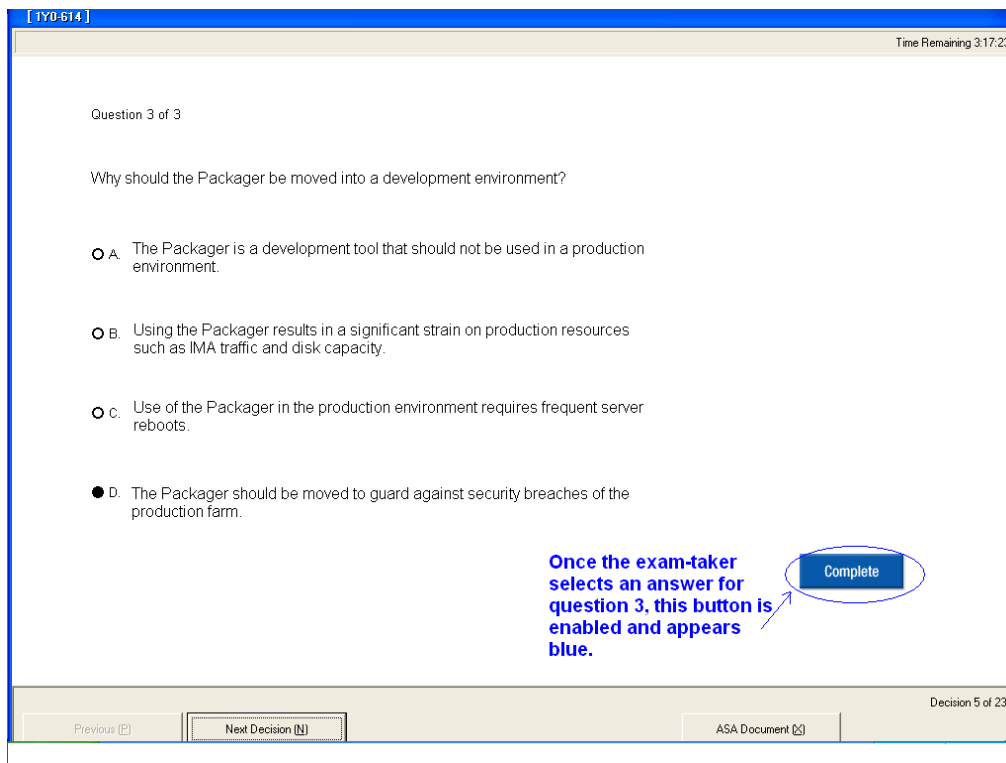 [ 1Y0-614 ]
Time Remaining 3:17:23
Question 3 of 3
Why should the Packager be moved into a development environment?
A. The Packager is a development tool that should not be used in a production
environment.
B. Using the Packager results in a significant strain on production resources
such as IMA traffic and disk capacity.
C. Use of the Packager in the production environment requires frequent server
reboots.
D. The Packager should be moved to guard against security breaches of the
production farm.
Once the exam-taker
selects an answer for
question 3, this button is
enabled and appears
blue.
Complete
Decision 5 of 23
Previous (P)
Next Decision (N)
ASA Document (X)